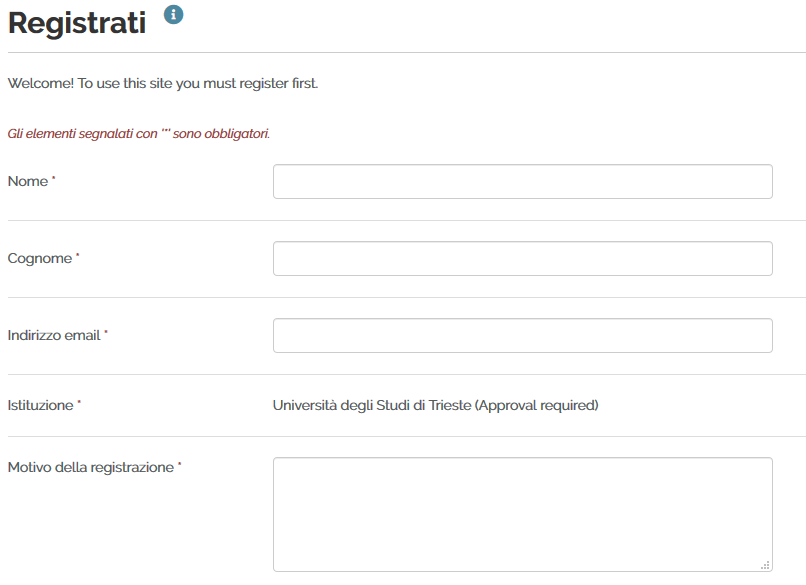 Registrati
Welcome! To use this site you must register first.
Gli elementi segnalati con '*' sono obbligatori.
Nome *
Cognome *
Indirizzo email *
Istituzione * Università degli Studi di Trieste (Approval required)
Motivo della registrazione *